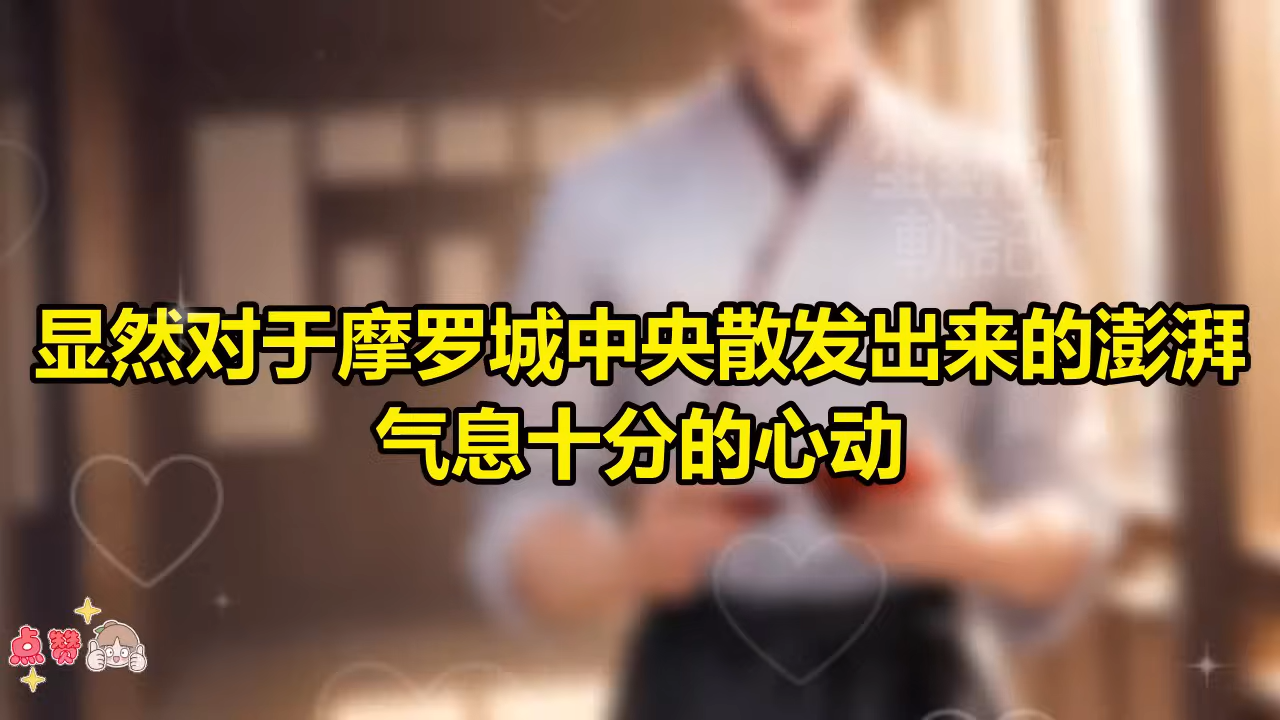 显然对于摩罗城中央散发出来的澎湃
气息十分的心动
点赞